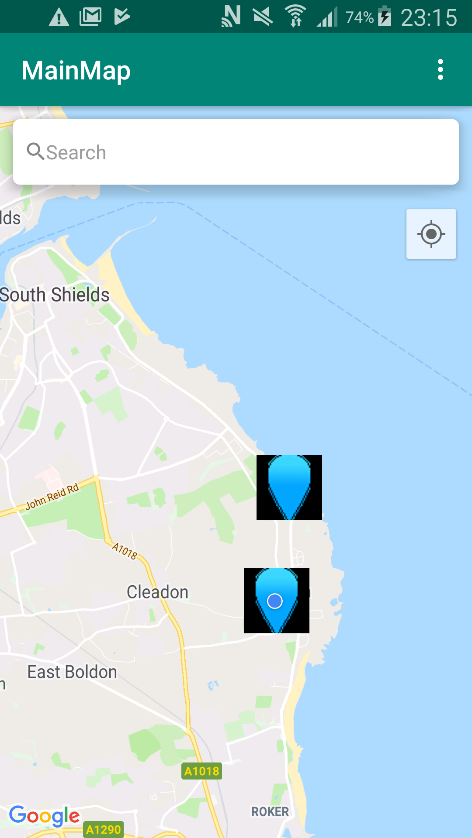 74% 23:15
MainMap
Search
lds
South Shields
John Reid Rd
A1018
Cleadon
East Boldon
n
A1018
ROKER
Google
A1290